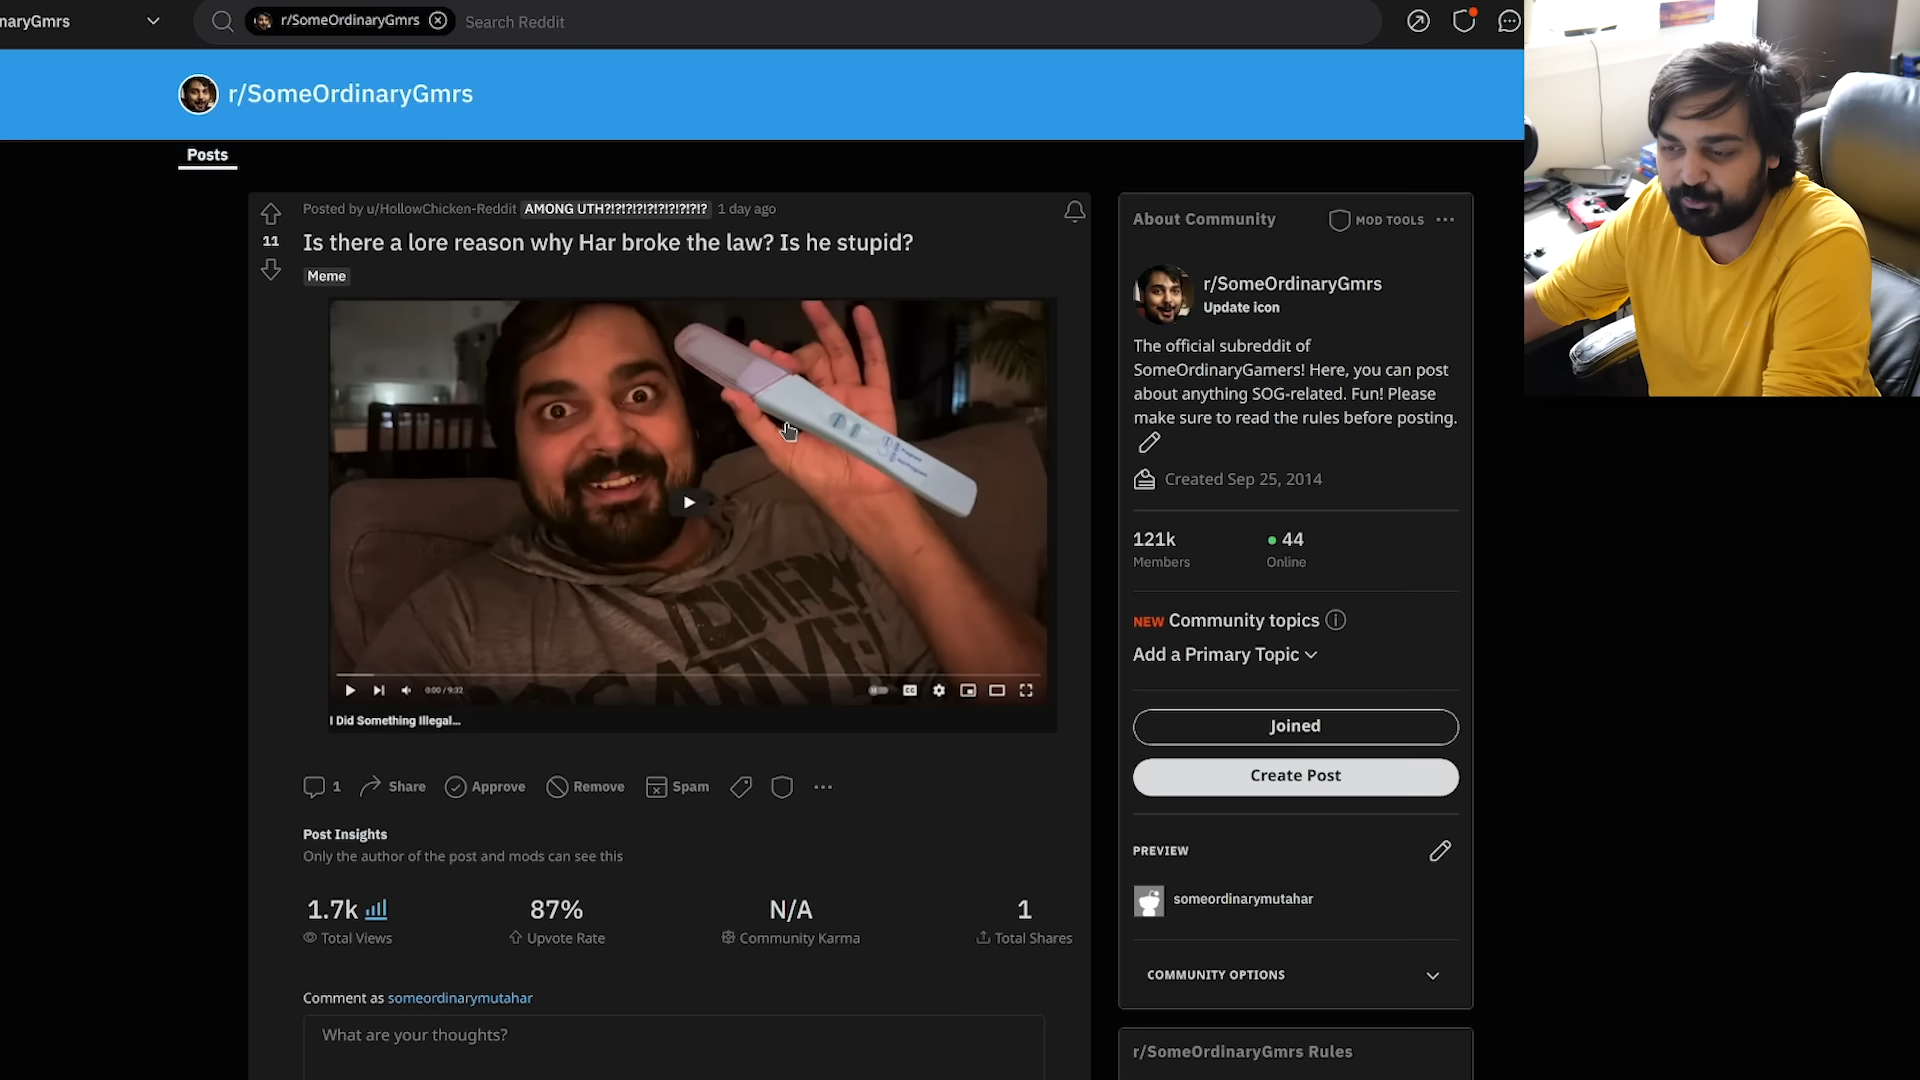 naryGmrs
r/SomeOrdinaryGmrs
Search Reddit
r/SomeOrdinaryGmrs
Posts
Posted by u/HollowChicken-Reddit AMONG UTH?!?!?!?!?!?!?!?!?!? 1 day ago
11
Is there a lore reason why Har broke the law? Is he stupid?
Meme
Pregnant
Not Pregnant
0:00 / 9:32
CC
I Did Something Illegal...
1 Share Approve Remove Spam
Post Insights
Only the author of the post and mods can see this
1.7k 87% N/A 1
Total Views Upvote Rate Community Karma Total Shares
Comment as someordinarymutahar
What are your thoughts?
About Community
MOD TOOLS
r/SomeOrdinaryGmrs
Update icon
The official subreddit of
SomeOrdinaryGamers! Here, you can post
about anything SOG-related. Fun! Please
make sure to read the rules before posting.
Created Sep 25, 2014
121k 44
Members Online
NEW Community topics
Add a Primary Topic
Joined
Create Post
PREVIEW
someordinarymutahar
COMMUNITY OPTIONS
r/SomeOrdinaryGmrs Rules